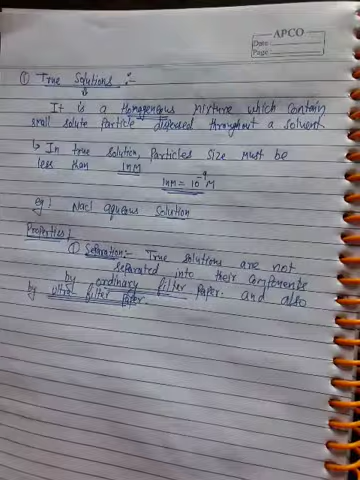 APCO
Date:
Page:
① True Solutions :-
↓
It is a Homogeneous mixture which contain
small solute particle dispersed throughout a solvent
↳ In true solution, Particles size must be
less than 1nM
1nM = 10⁻⁹M
eg: Nacl aqueous Solution
Properties:
① Separation:- True solutions are not
separated into their components
by ordinary filter paper. and also
by ultra filter paper.